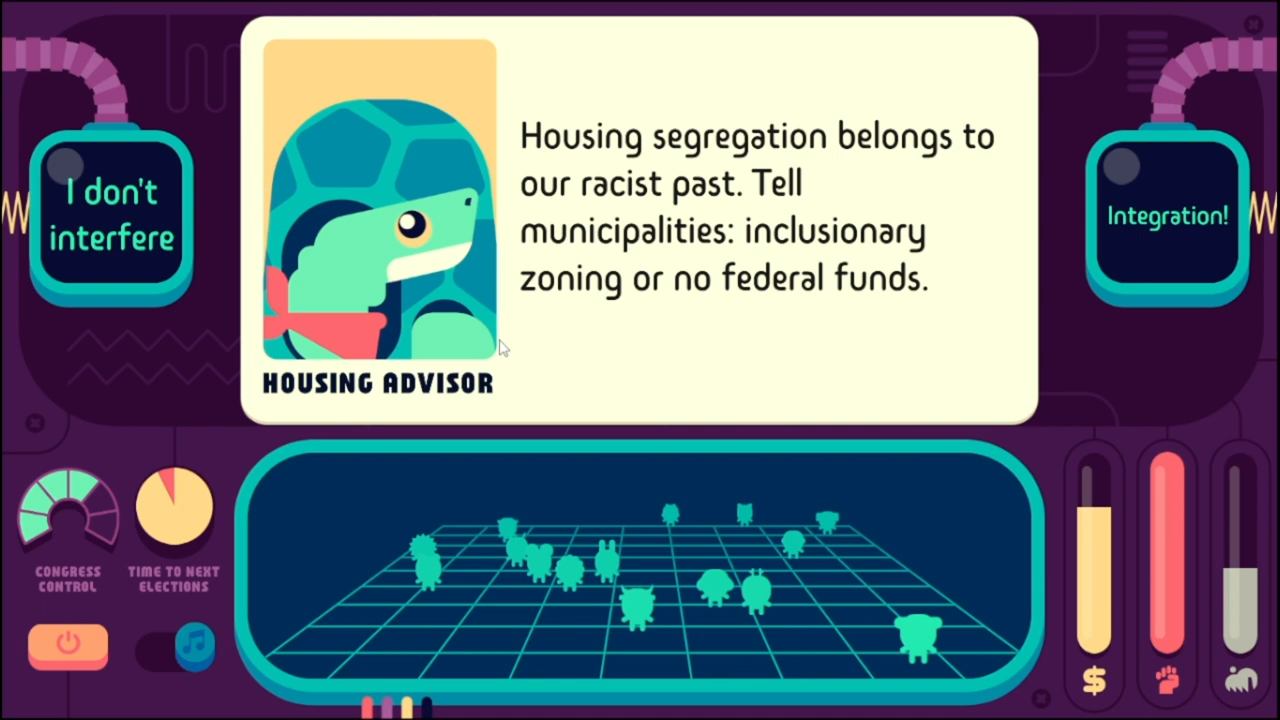 I don't
interfere
Housing segregation belongs to
our racist past. Tell
municipalities: inclusionary
zoning or no federal funds.
HOUSING ADVISOR
Integration!
CONGRESS
CONTROL
TIME TO NEXT
ELECTIONS
$